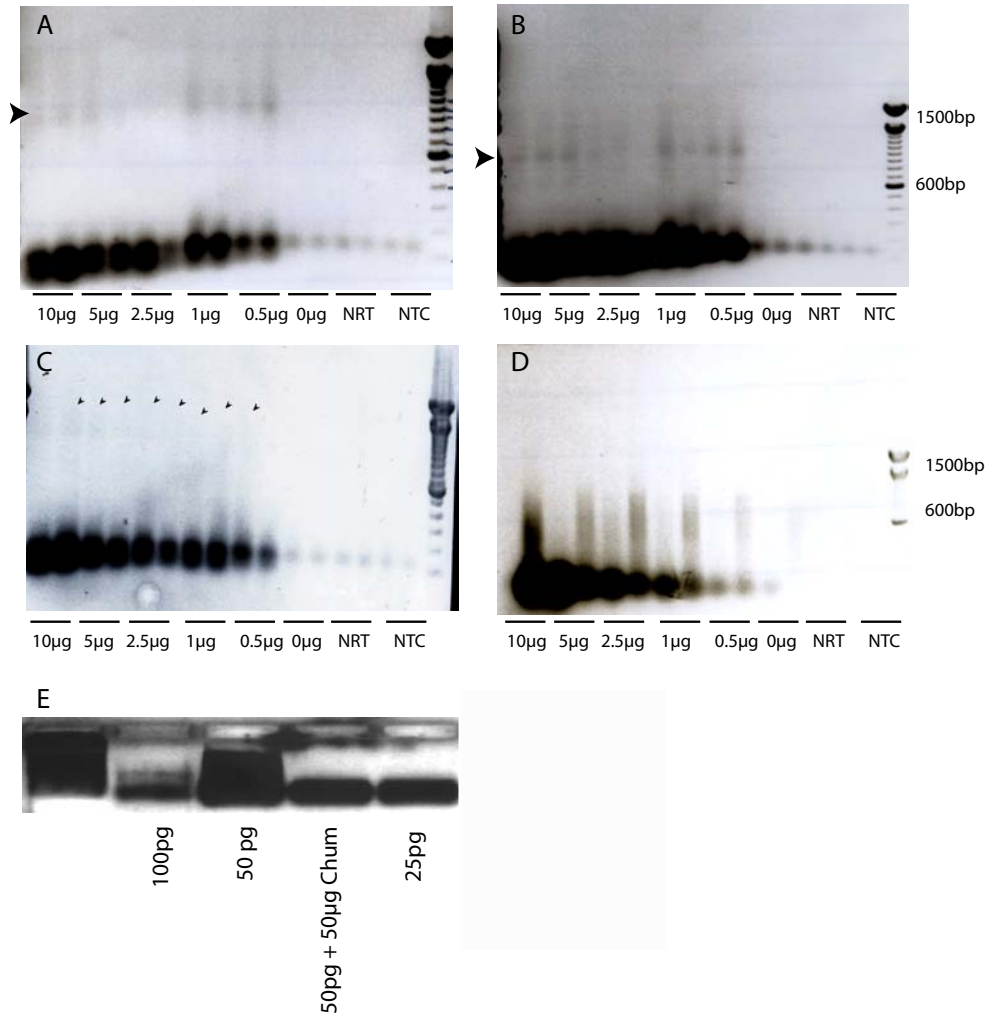 A
B
1500bp
600bp
10µg 5µg 2.5µg 1µg 0.5µg 0µg NRT NTC
10µg 5µg 2.5µg 1µg 0.5µg 0µg NRT NTC
C
D
1500bp
600bp
10µg 5µg 2.5µg 1µg 0.5µg 0µg NRT NTC
10µg 5µg 2.5µg 1µg 0.5µg 0µg NRT NTC
E
100pg
50 pg
50pg + 50µg Chum
25pg